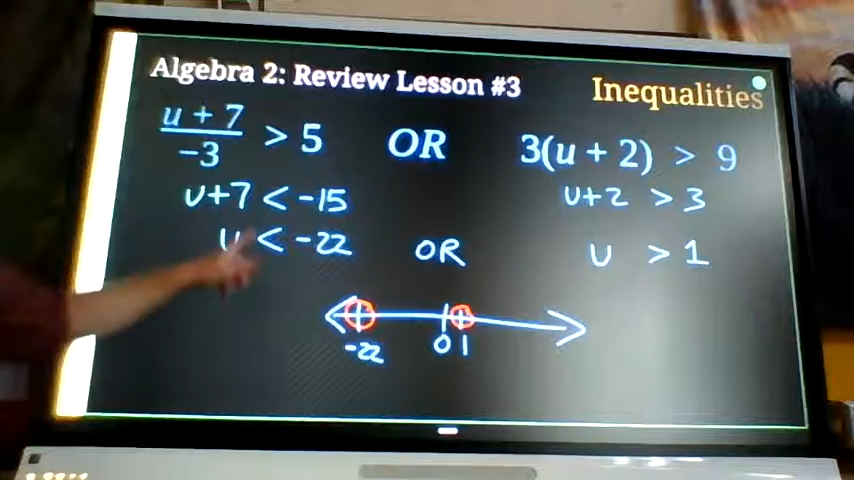 Algebra 2: Review Lesson #3
Inequalities
u + 7 / -3 > 5 OR 3(u + 2) > 9
u+7 < -15 u+2 > 3
u < -22 OR u > 1
-22 0 1